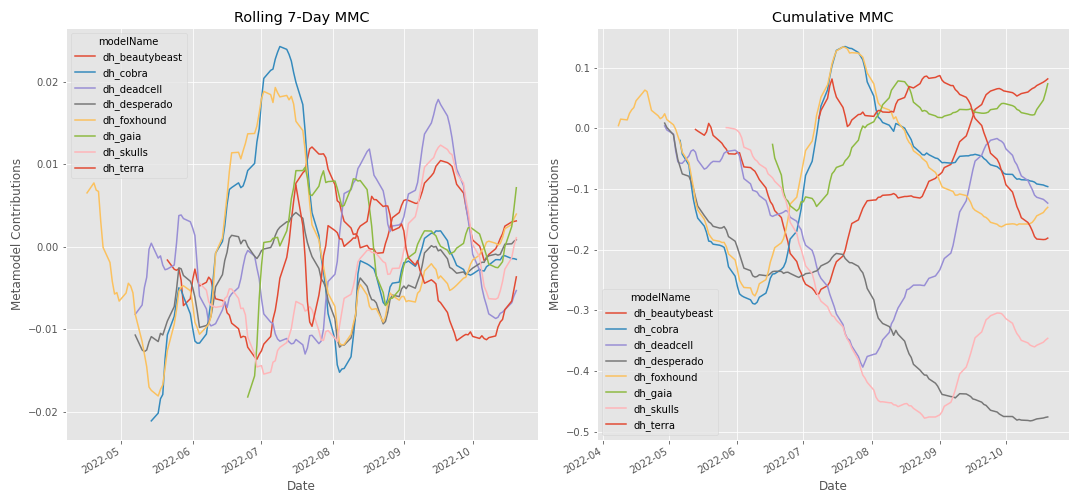 Rolling 7-Day MMC
Metamodel Contributions
0.02
0.01
0.00
−0.01
−0.02
modelName
dh_beautybeast
dh_cobra
dh_deadcell
dh_desperado
dh_foxhound
dh_gaia
dh_skulls
dh_terra
2022-05
2022-06
2022-07
2022-08
2022-09
2022-10
Date
Cumulative MMC
Metamodel Contributions
0.1
0.0
−0.1
−0.2
−0.3
−0.4
−0.5
modelName
dh_beautybeast
dh_cobra
dh_deadcell
dh_desperado
dh_foxhound
dh_gaia
dh_skulls
dh_terra
2022-04
2022-05
2022-06
2022-07
2022-08
2022-09
2022-10
Date